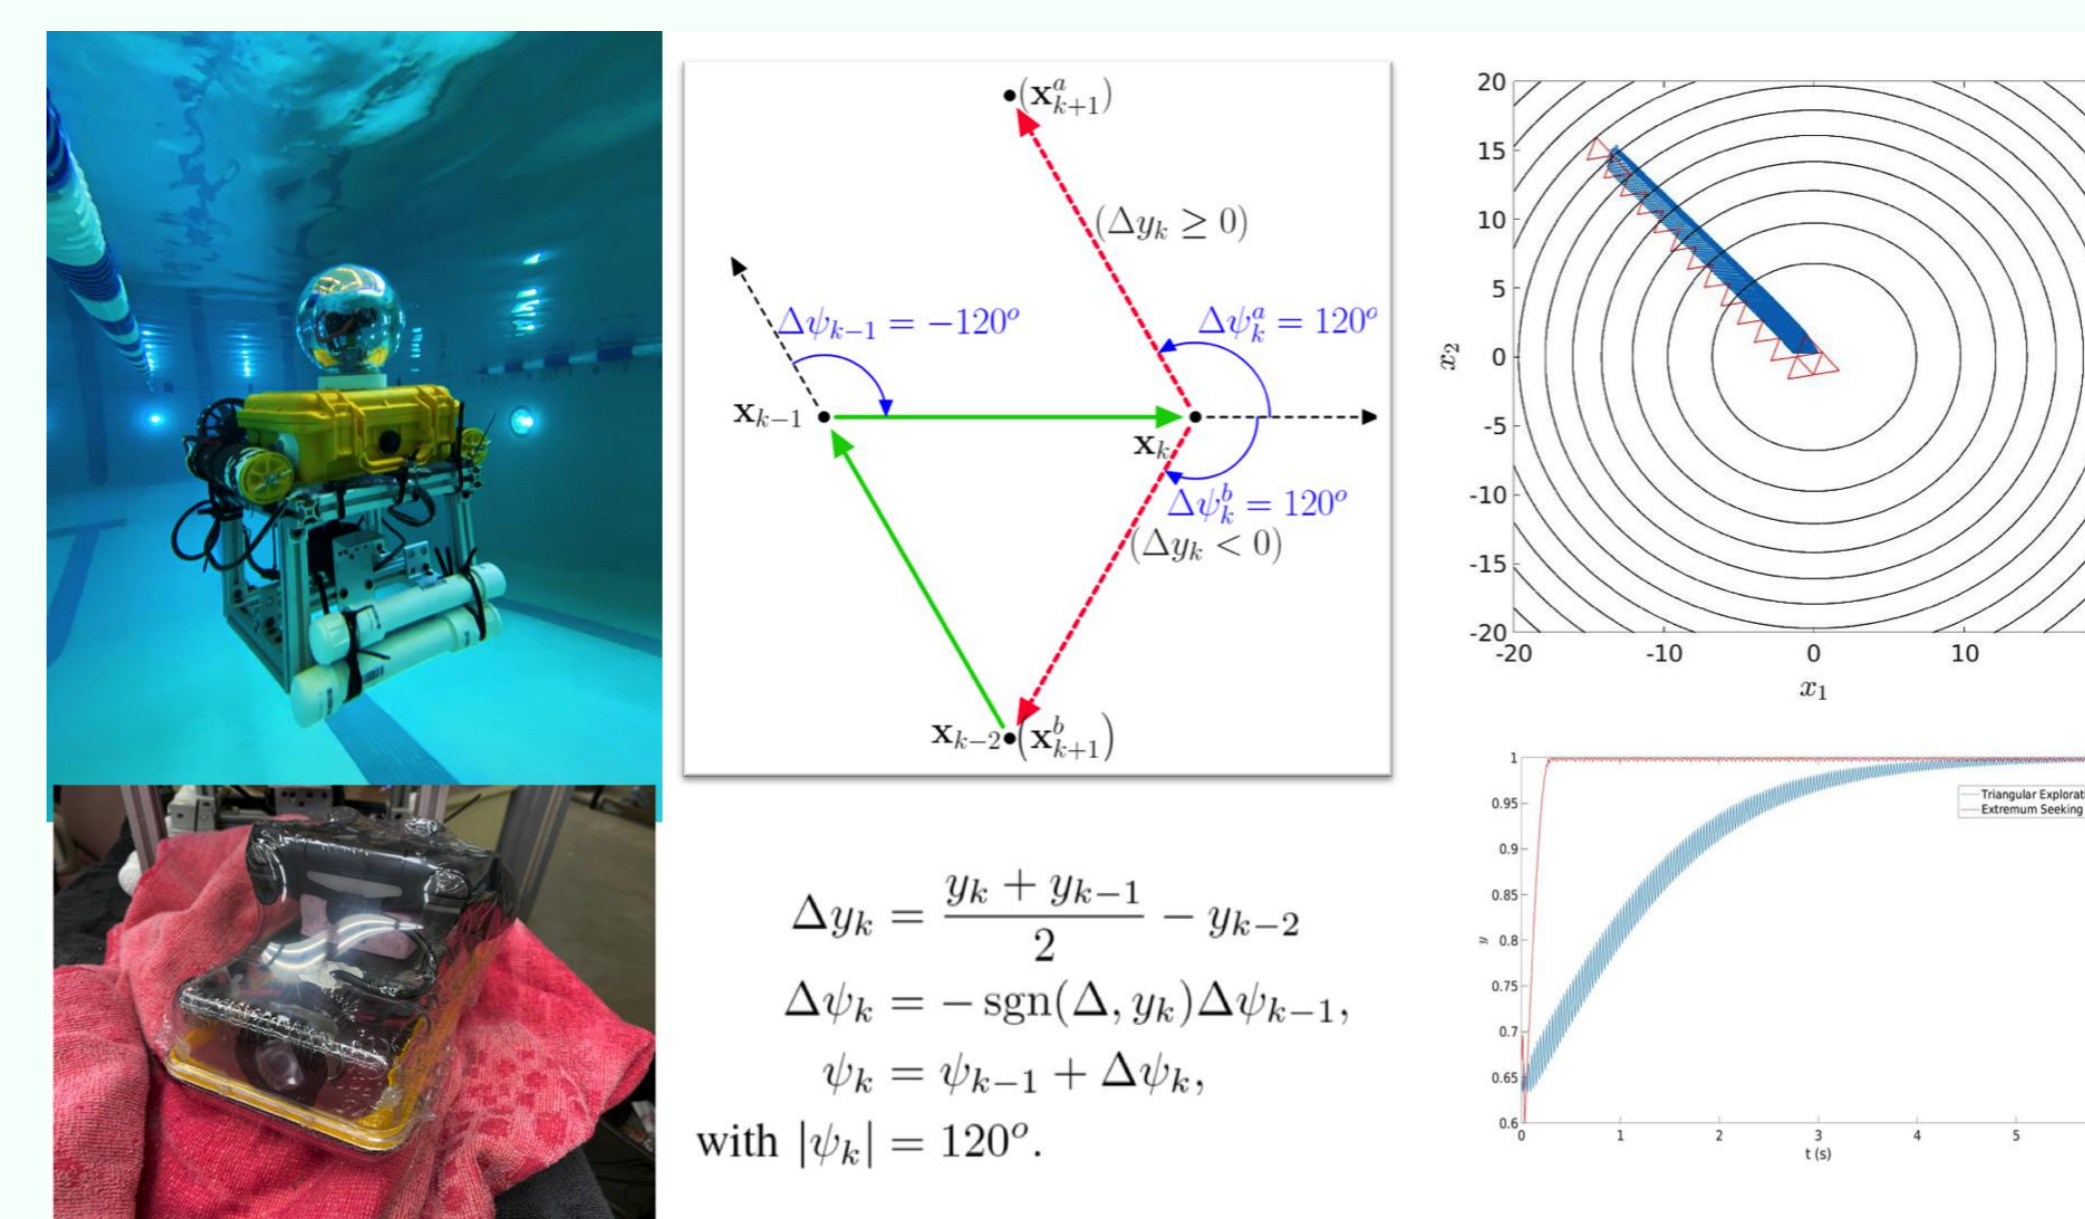 (x^a_{k+1})
(Δy_k ≥ 0)
Δψ_{k-1} = −120^o
Δψ^a_k = 120^o
x_{k-1}
x_k
Δψ^b_k = 120^o
(Δy_k < 0)
x_{k-2} (x^b_{k+1})
Δy_k = \frac{y_k + y_{k-1}}{2} − y_{k-2}
Δψ_k = − sgn(Δ, y_k)Δψ_{k-1},
ψ_k = ψ_{k-1} + Δψ_k,
with |ψ_k| = 120^o.
20
15
10
5
0
-5
-10
-15
-20
x_2
-20 -10 0 10
x_1
1
0.95
0.9
0.85
0.8
0.75
0.7
0.65
0.6
y
Triangular Explorati
Extremum Seeking
0 1 2 3 4 5
t (s)